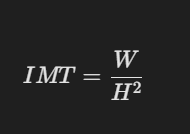 IMT = W / H²